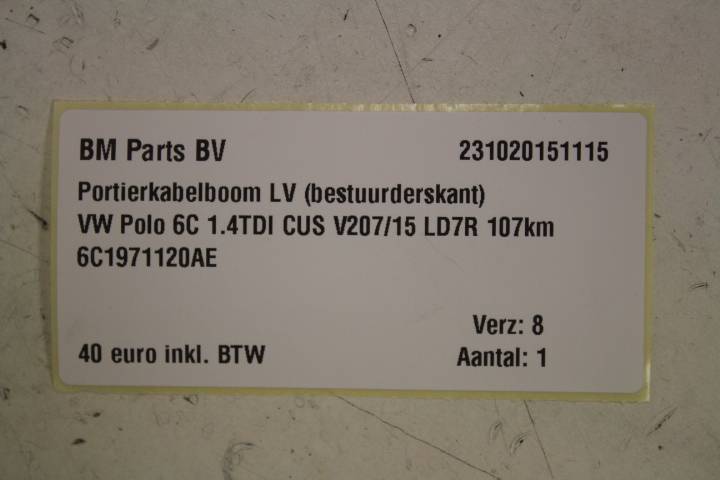 BM Parts BV 231020151115
Portierkabelboom LV (bestuurderskant)
VW Polo 6C 1.4TDI CUS V207/15 LD7R 107km
6C1971120AE
Verz: 8
40 euro inkl. BTW Aantal: 1